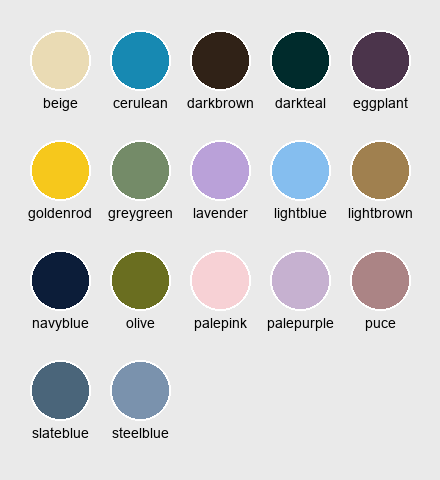 beige cerulean darkbrown darkteal eggplant
goldenrod greygreen lavender lightblue lightbrown
navyblue olive palepink palepurple puce
slateblue steelblue